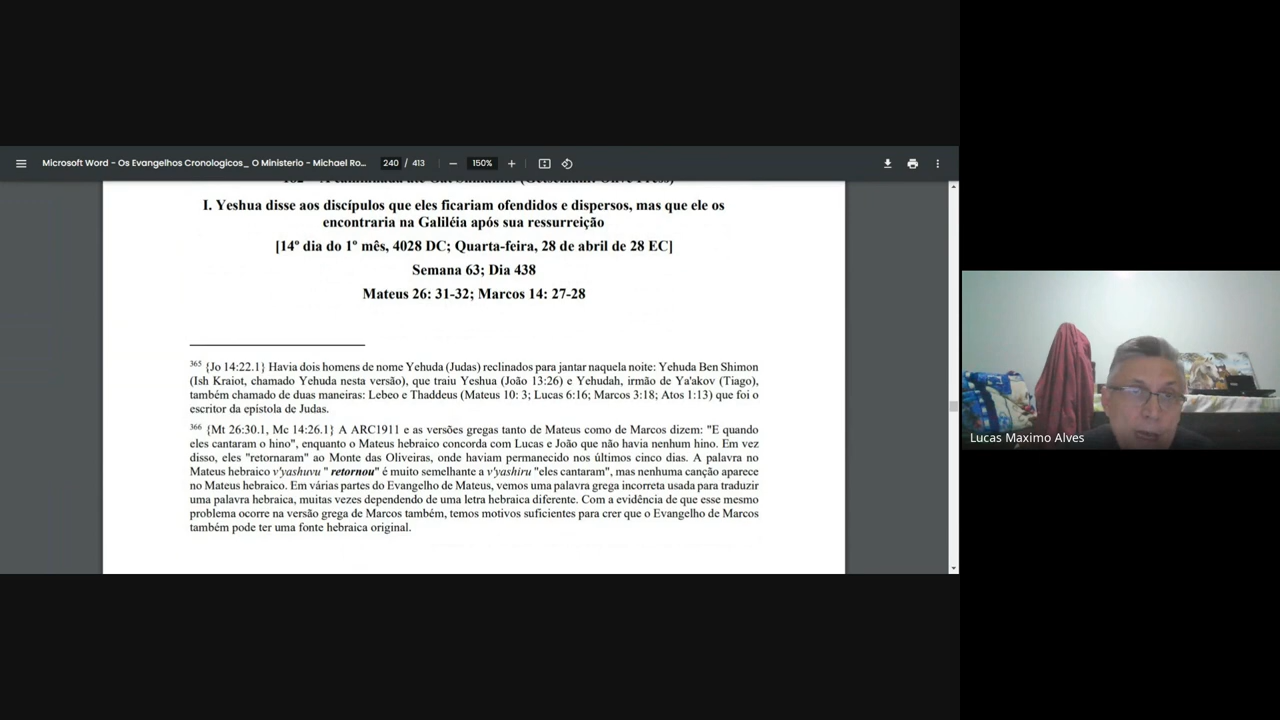 Microsoft Word - Os Evangelhos Cronologicos_ O Ministerio - Michael Ro... 240 / 413 150%
I. Yeshua disse aos discípulos que eles ficariam ofendidos e dispersos, mas que ele os
encontraria na Galiléia após sua ressurreição
[14º dia do 1º mês, 4028 DC; Quarta-feira, 28 de abril de 28 EC]
Semana 63; Dia 438
Mateus 26: 31-32; Marcos 14: 27-28
365 {Jo 14:22.1} Havia dois homens de nome Yehuda (Judas) reclinados para jantar naquela noite: Yehuda Ben Shimon
(Ish Kraiot, chamado Yehuda nesta versão), que traiu Yeshua (João 13:26) e Yehudah, irmão de Ya'akov (Tiago),
também chamado de duas maneiras: Lebeo e Thaddeus (Mateus 10: 3; Lucas 6:16; Marcos 3:18; Atos 1:13) que foi o
escritor da epístola de Judas.
366 {Mt 26:30.1, Mc 14:26.1} A ARC1911 e as versões gregas tanto de Mateus como de Marcos dizem: "E quando
eles cantaram o hino", enquanto o Mateus hebraico concorda com Lucas e João que não havia nenhum hino. Em vez
disso, eles "retornaram" ao Monte das Oliveiras, onde haviam permanecido nos últimos cinco dias. A palavra no
Mateus hebraico v'yashuvu " retornou" é muito semelhante a v'yashiru "eles cantaram", mas nenhuma canção aparece
no Mateus hebraico. Em várias partes do Evangelho de Mateus, vemos uma palavra grega incorreta usada para traduzir
uma palavra hebraica, muitas vezes dependendo de uma letra hebraica diferente. Com a evidência de que esse mesmo
problema ocorre na versão grega de Marcos também, temos motivos suficientes para crer que o Evangelho de Marcos
também pode ter uma fonte hebraica original.
Lucas Maximo Alves